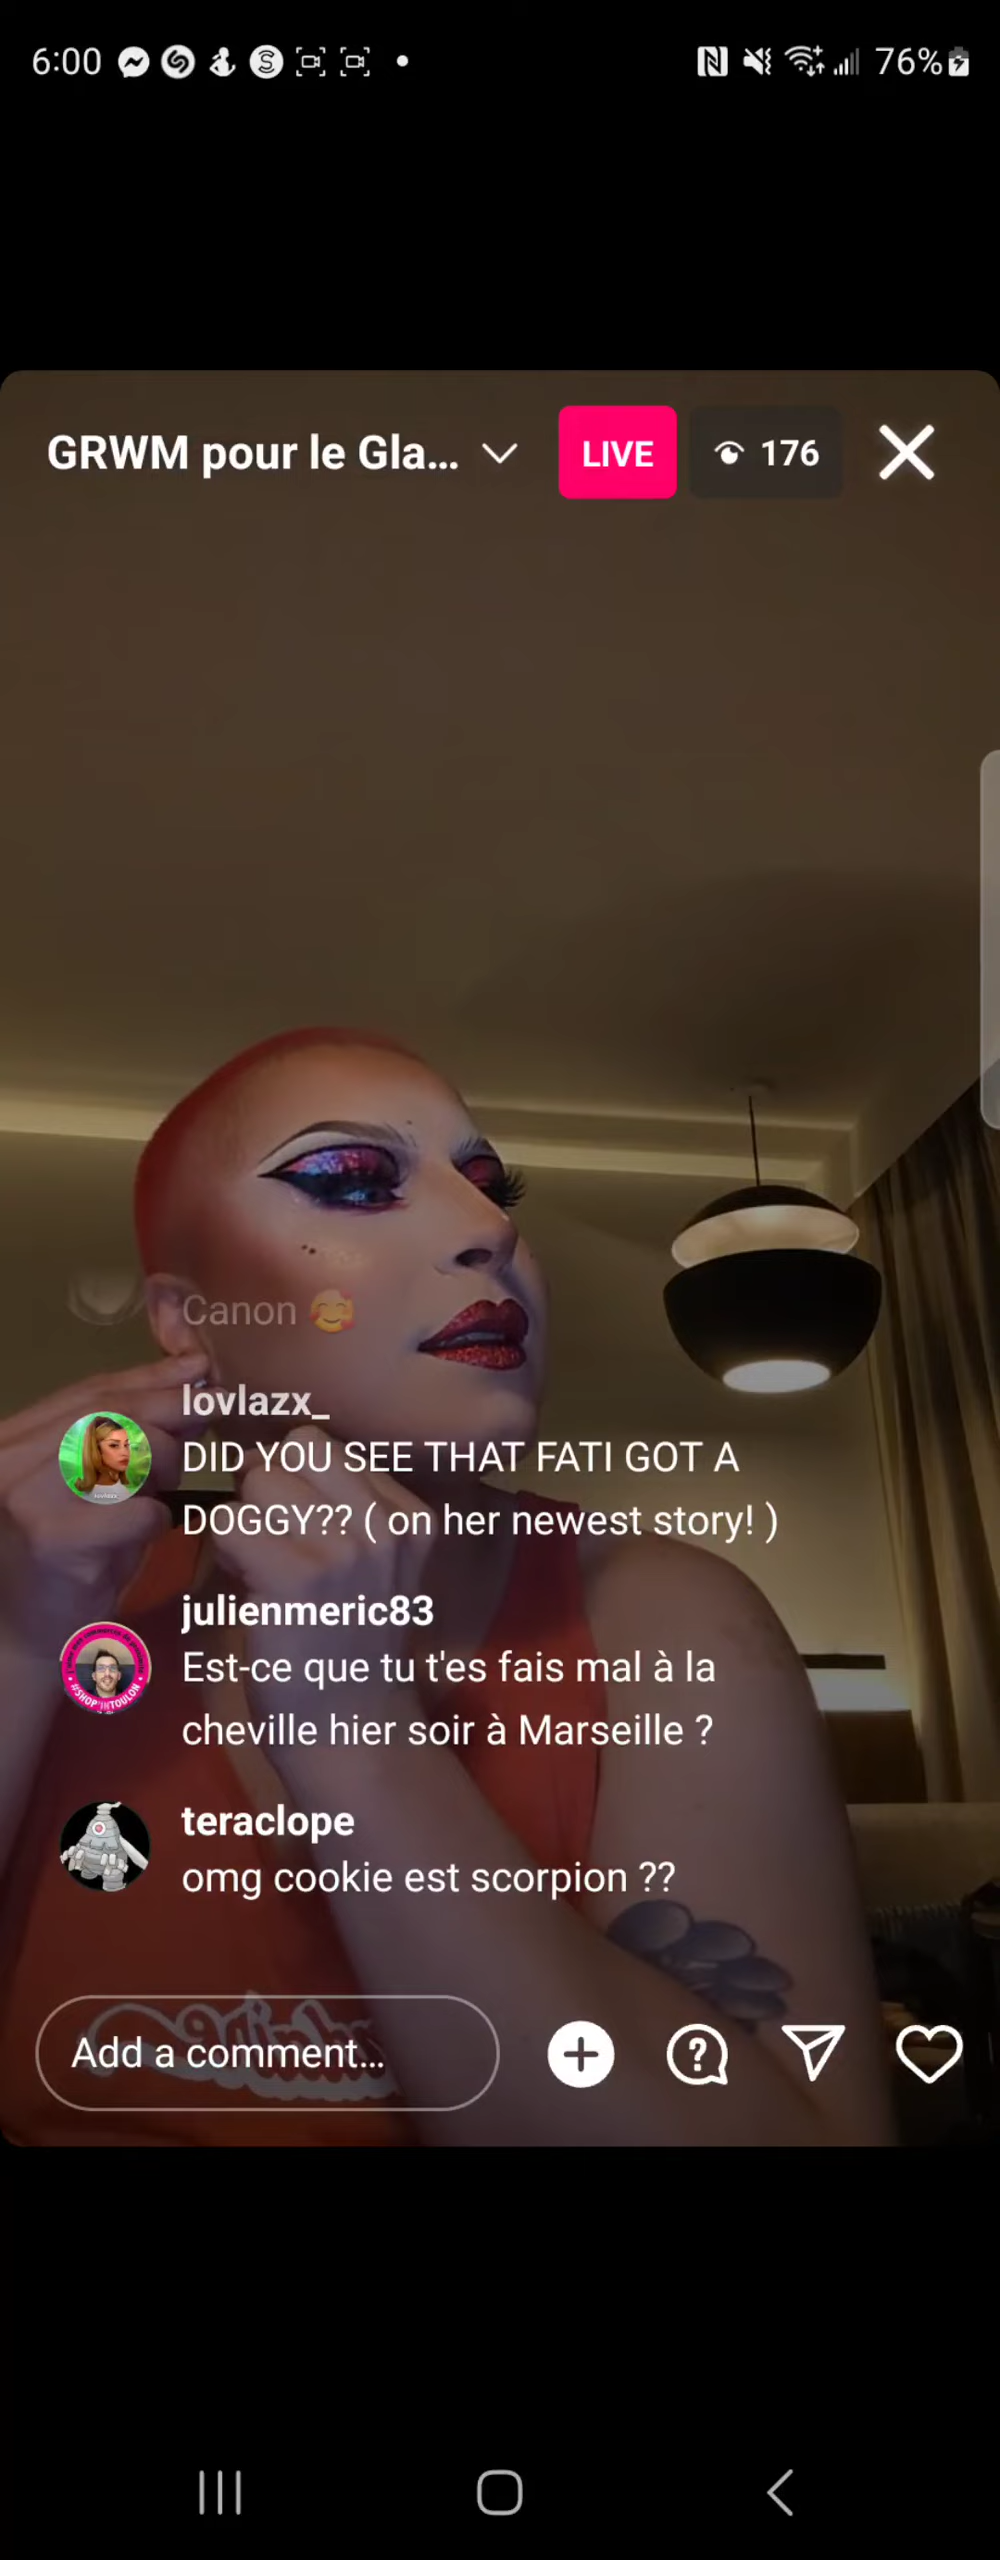 6:00
76%
GRWM pour le Gla...
LIVE
176
Canon 🥰
lovlazx_
DID YOU SEE THAT FATI GOT A
DOGGY?? ( on her newest story! )
julienmeric83
Est-ce que tu t'es fais mal à la
cheville hier soir à Marseille ?
#SHOP'INTOULON
teraclope
omg cookie est scorpion ??
Add a comment...